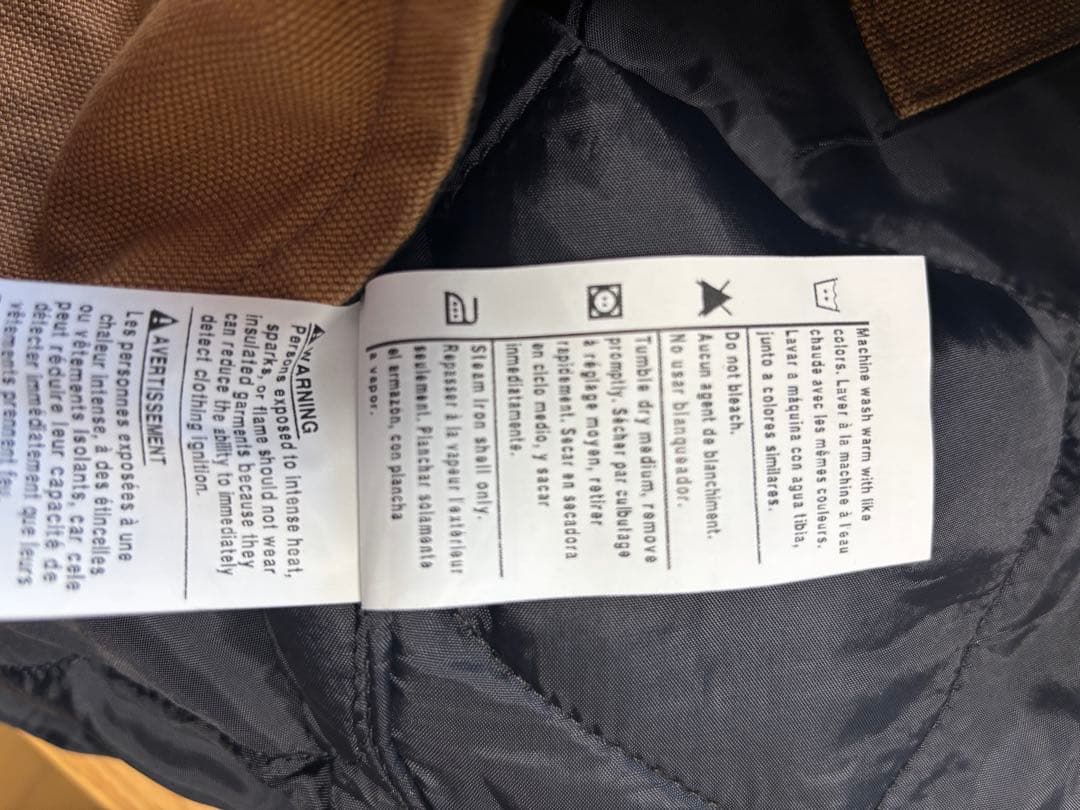 Machine wash warm with like
colors. Laver à la machine à l'eau
chaude avec les mêmes couleurs.
Lavar a máquina con agua tibia,
junto a colores similares.
Do not bleach.
Aucun agent de blanchiment.
No usar blanqueador.
Tumble dry medium, remove
promptly. Sécher par culbutage
à réglage moyen, retirer
rapidement. Secar en secadora
en ciclo medio, y sacar
inmediatamente.
Steam iron shell only.
Repasser à la vapeur l'extérieur
seulement. Planchar solamente
el armazon, con plancha
a vapor.
WARNING
Persons exposed to intense heat,
sparks, or flame should not wear
insulated garments because they
can reduce the ability to immediately
detect clothing ignition.
AVERTISSEMENT
Les personnes exposées à une
chaleur intense, à des étincelles
ou vêtements isolants, car cele
peut réduire leur capacité de
détecter immédiatement que leurs
vêtements prennent feu